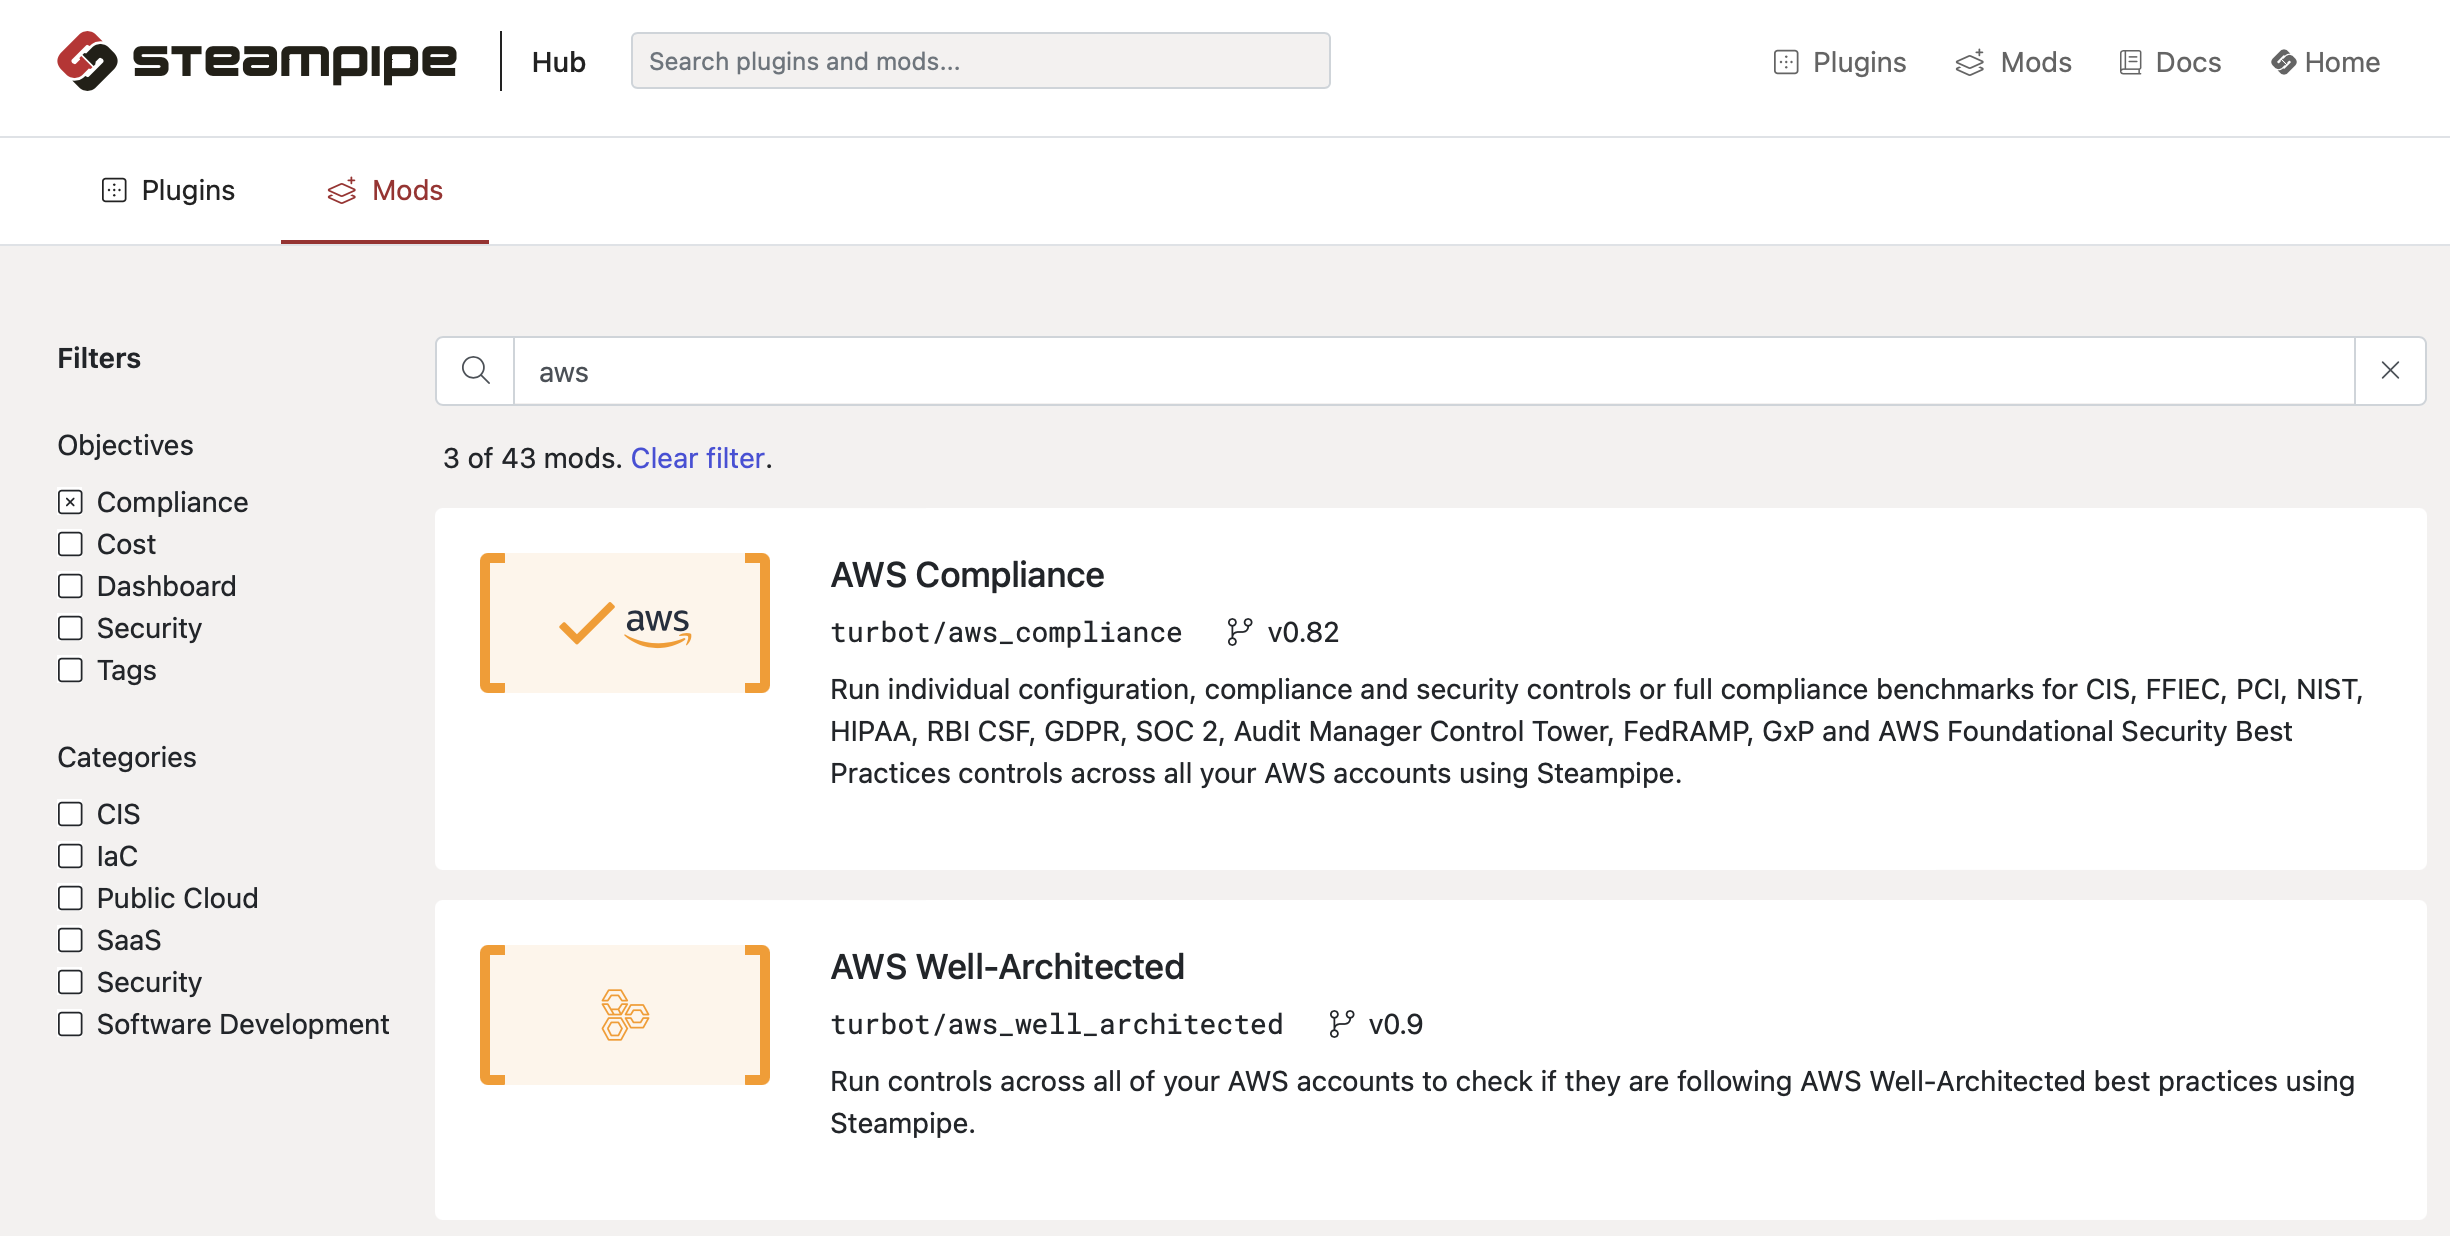 steampipe
Hub
Search plugins and mods...
Plugins
Mods
Docs
Home
Plugins
Mods
Filters
aws
3 of 43 mods. Clear filter.
Objectives
Compliance
Cost
Dashboard
Security
Tags
Categories
CIS
IaC
Public Cloud
SaaS
Security
Software Development
aws
AWS Compliance
turbot/aws_compliance v0.82
Run individual configuration, compliance and security controls or full compliance benchmarks for CIS, FFIEC, PCI, NIST,
HIPAA, RBI CSF, GDPR, SOC 2, Audit Manager Control Tower, FedRAMP, GxP and AWS Foundational Security Best
Practices controls across all your AWS accounts using Steampipe.
AWS Well-Architected
turbot/aws_well_architected v0.9
Run controls across all of your AWS accounts to check if they are following AWS Well-Architected best practices using
Steampipe.